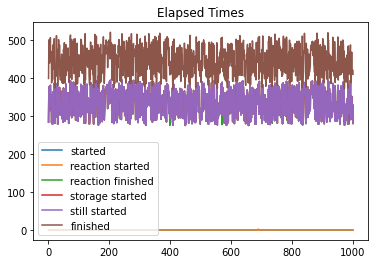 Elapsed Times
500
400
300
200
100
0
started
reaction started
reaction finished
storage started
still started
finished
0 200 400 600 800 1000